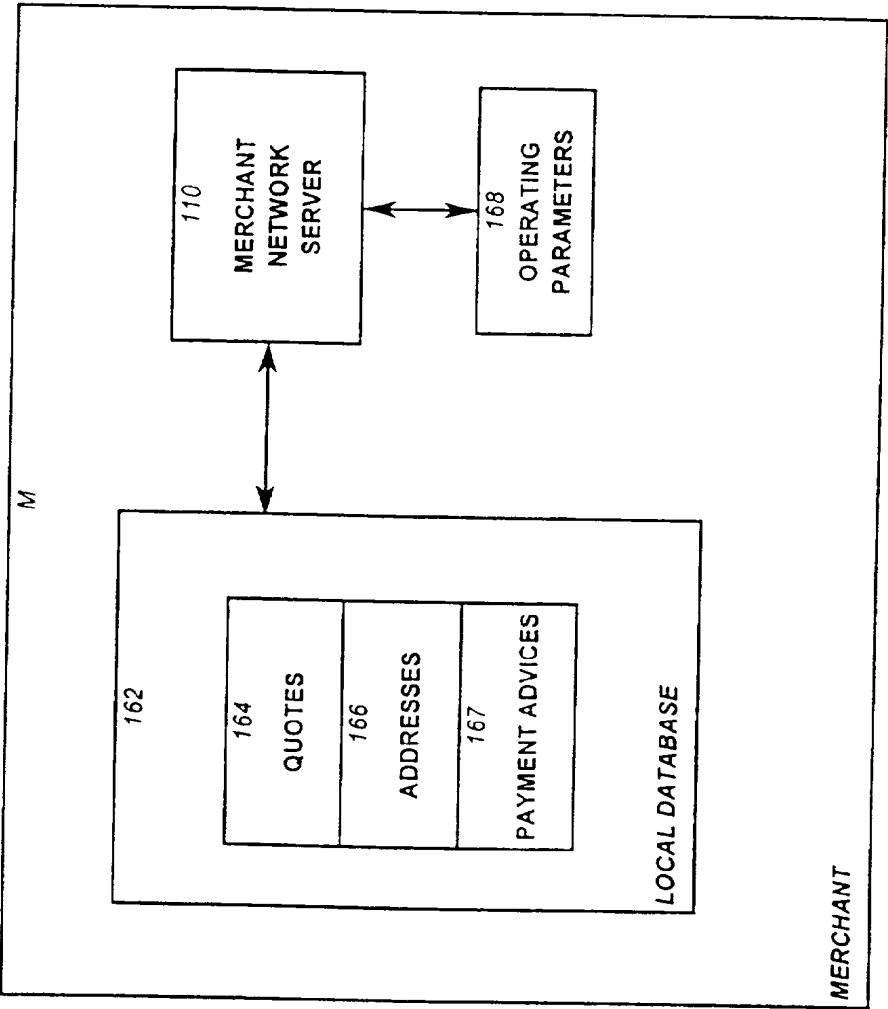 M
162
164
QUOTES
166
ADDRESSES
167
PAYMENT ADVICES
LOCAL DATABASE
110
MERCHANT
NETWORK
SERVER
168
OPERATING
PARAMETERS
MERCHANT